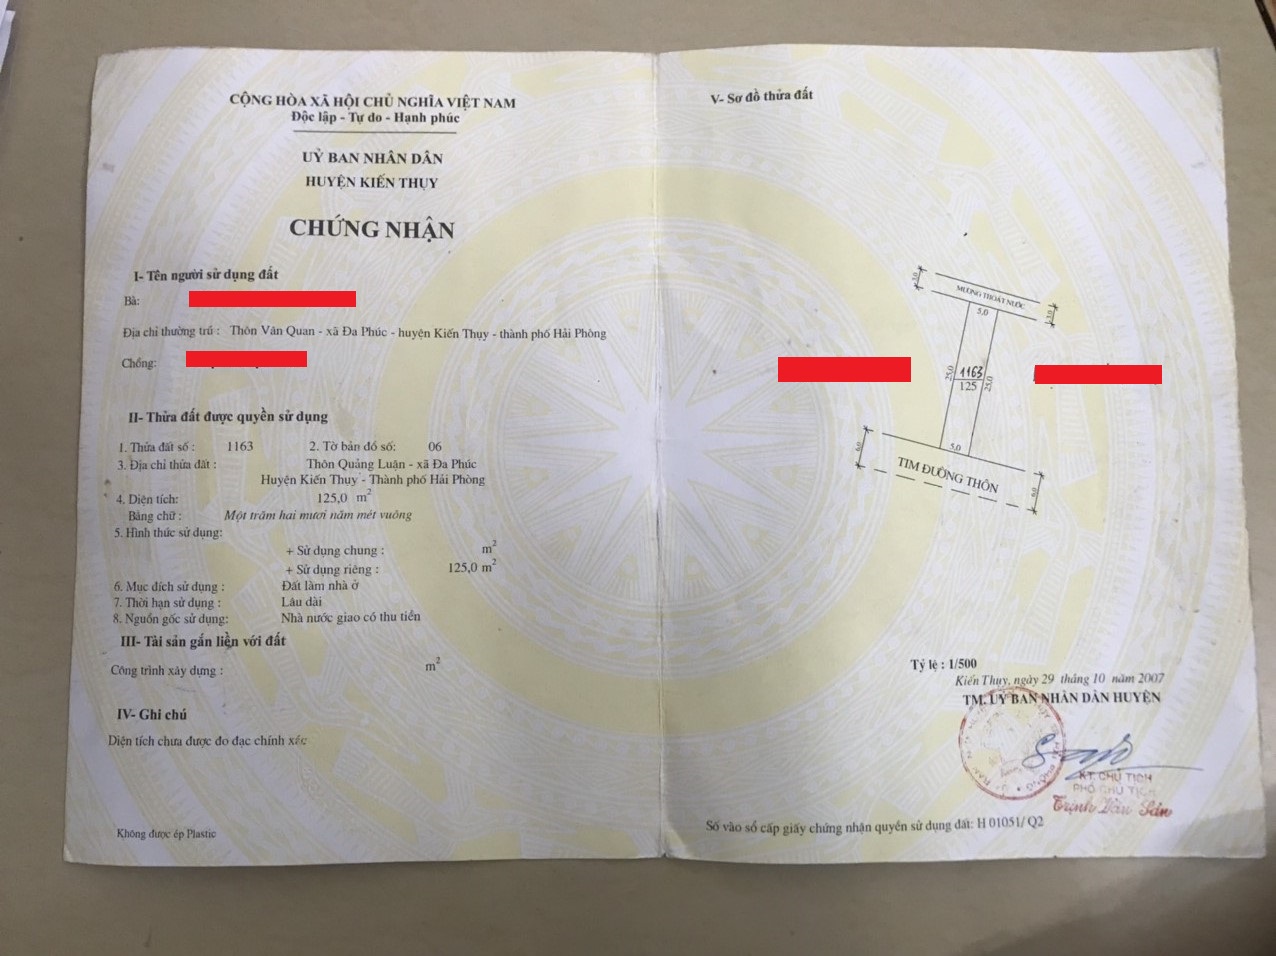 CỘNG HÒA XÃ HỘI CHỦ NGHĨA VIỆT NAM
Độc lập - Tự do - Hạnh phúc
UỶ BAN NHÂN DÂN
HUYỆN KIẾN THỤY
CHỨNG NHẬN
I- Tên người sử dụng đất
Bà:
Địa chỉ thường trú : Thôn Vân Quan - xã Đa Phúc - huyện Kiến Thụy - thành phố Hải Phòng
Chồng:
II- Thửa đất được quyền sử dụng
1. Thửa đất số : 1163 2. Tờ bản đồ số: 06
3. Địa chỉ thửa đất : Thôn Quảng Luận - xã Đa Phúc
Huyện Kiến Thụy - Thành phố Hải Phòng
4. Diện tích: 125,0 m²
Bằng chữ : Một trăm hai mươi năm mét vuông
5. Hình thức sử dụng:
+ Sử dụng chung : m²
+ Sử dụng riêng : 125,0 m²
6. Mục đích sử dụng : Đất làm nhà ở
7. Thời hạn sử dụng : Lâu dài
8. Nguồn gốc sử dụng: Nhà nước giao có thu tiền
III- Tài sản gắn liền với đất
Công trình xây dựng : m²
IV- Ghi chú
Diện tích chưa được đo đạc chính xác
Không được ép Plastic
V- Sơ đồ thửa đất
3,0
MƯƠNG THOÁT NƯỚC
3,0
5,0
25,0
1163
125
25,0
5,0
6,0
TIM ĐƯỜNG THÔN
6,0
Tỷ lệ : 1/500
Kiến Thụy, ngày 29 tháng 10 năm 2007
TM. UỶ BAN NHÂN DÂN HUYỆN
KT. CHỦ TỊCH
PHÓ CHỦ TỊCH
Trịnh Văn Sản
Số vào sổ cấp giấy chứng nhận quyền sử dụng đất: H 01051/ Q2